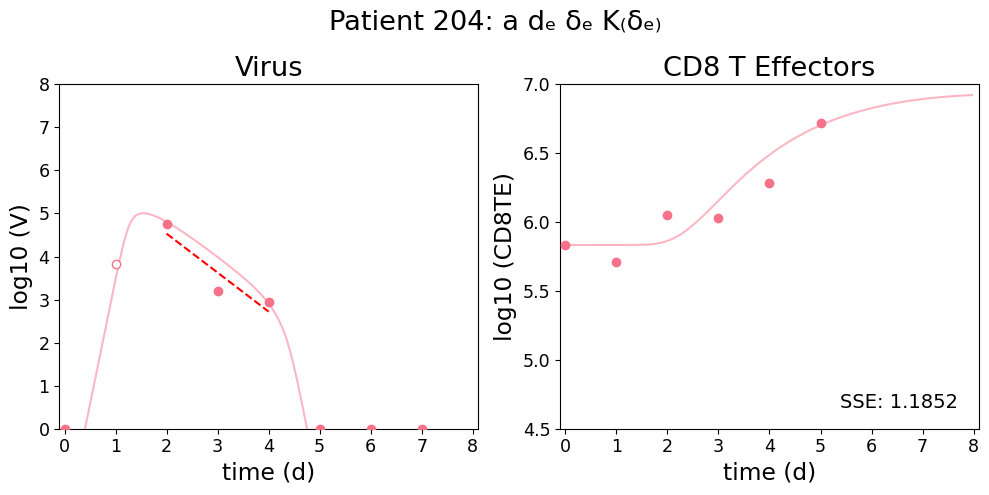 Patient 204: a dₑ δₑ K₍δₑ₎
Virus
CD8 T Effectors
log10 (V)
8
7
6
5
4
3
2
1
0
0 1 2 3 4 5 6 7 8
time (d)
log10 (CD8TE)
7.0
6.5
6.0
5.5
5.0
4.5
SSE: 1.1852
0 1 2 3 4 5 6 7 8
time (d)